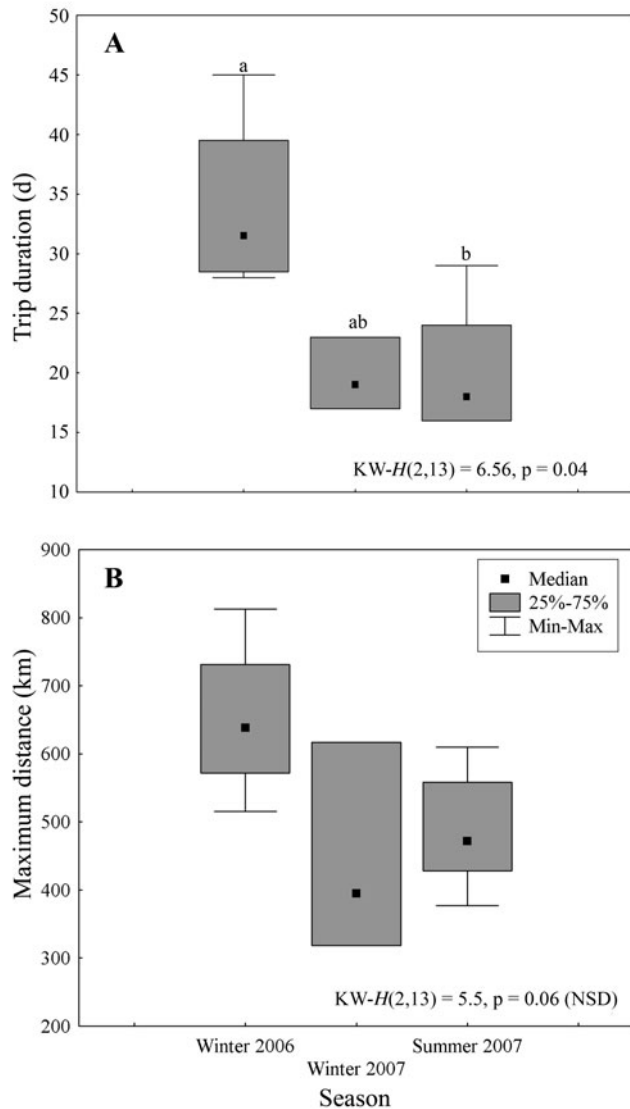 A
50
45
40
35
30
25
20
15
10
Trip duration (d)
a
ab
b
KW-H(2,13) = 6.56, p = 0.04
B
900
800
700
600
500
400
300
200
Maximum distance (km)
Median
25%-75%
Min-Max
KW-H(2,13) = 5.5, p = 0.06 (NSD)
Winter 2006
Winter 2007
Summer 2007
Season